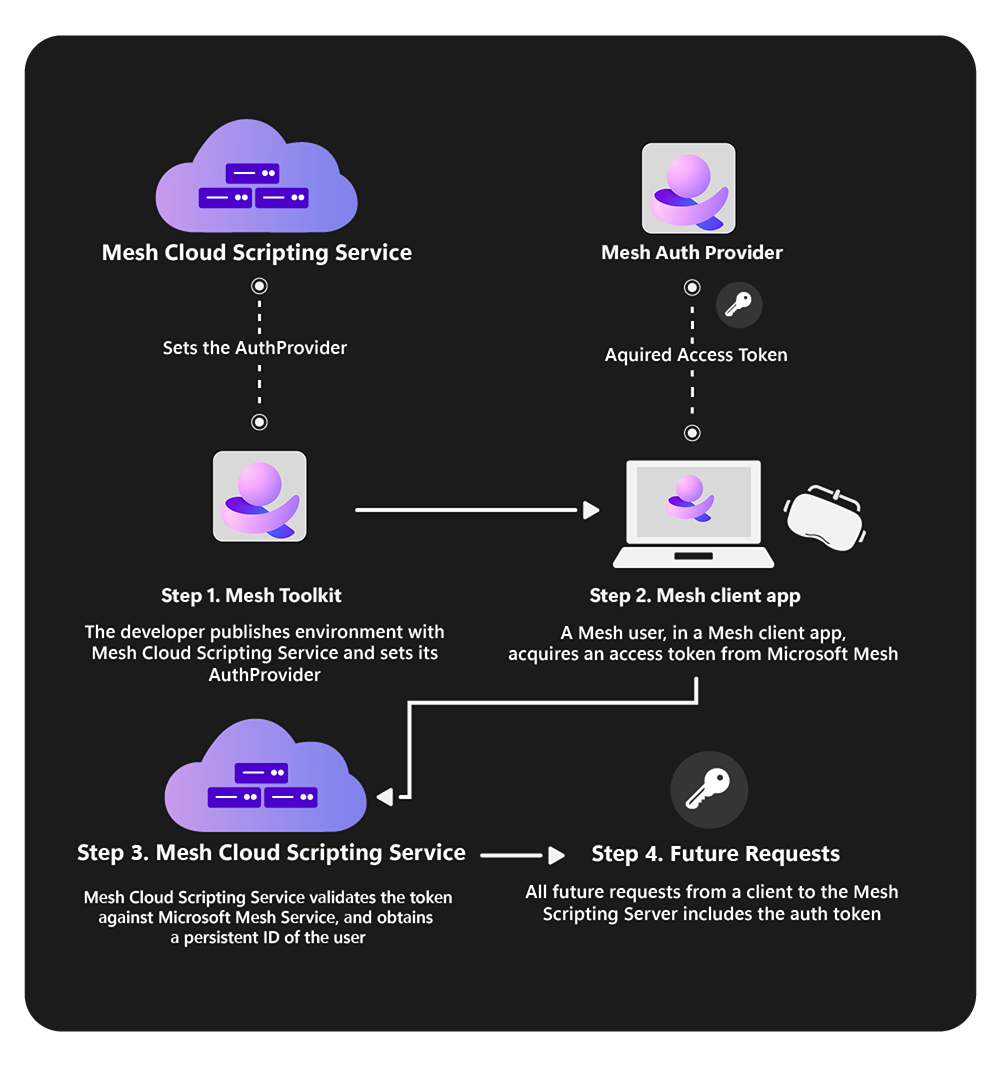 Mesh Cloud Scripting Service
Mesh Auth Provider
Sets the AuthProvider
Aquired Access Token
Step 1. Mesh Toolkit
The developer publishes environment with
Mesh Cloud Scripting Service and sets its
AuthProvider
Step 2. Mesh client app
A Mesh user, in a Mesh client app,
acquires an access token from Microsoft Mesh
Step 3. Mesh Cloud Scripting Service
Mesh Cloud Scripting Service validates the token
against Microsoft Mesh Service, and obtains
a persistent ID of the user
Step 4. Future Requests
All future requests from a client to the Mesh
Scripting Server includes the auth token